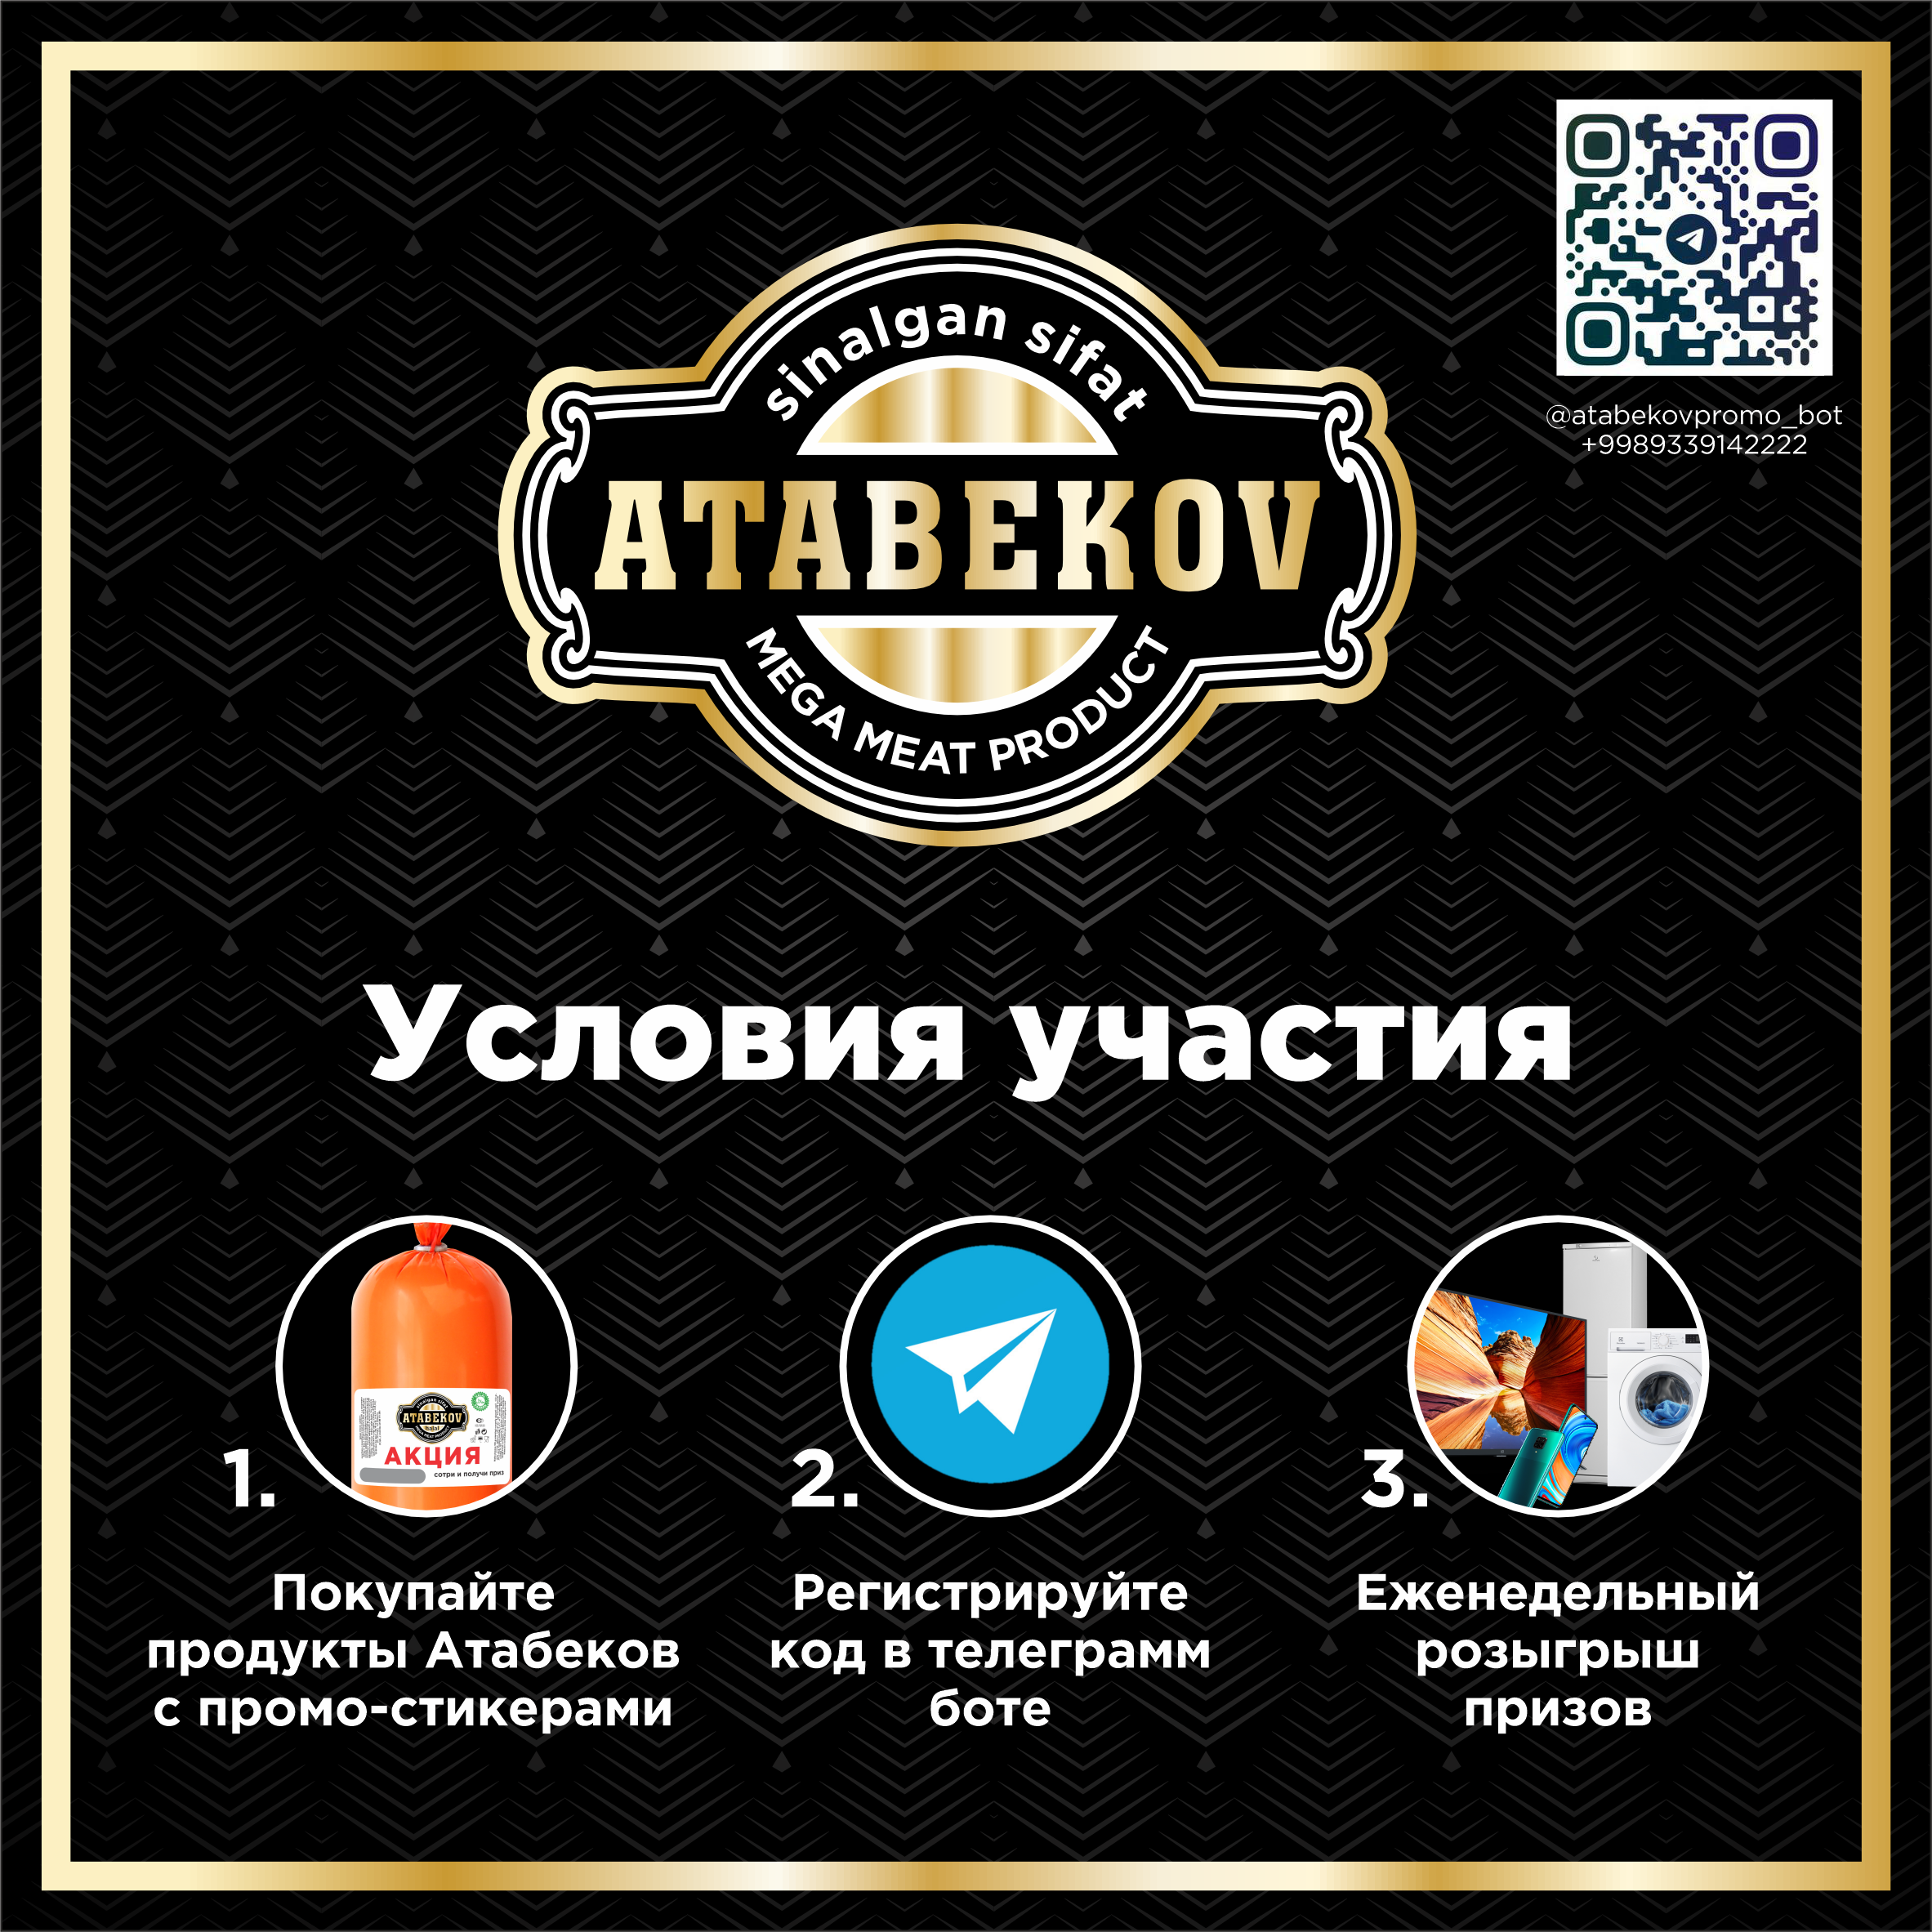 @atabekovpromo_bot
+9989339142222
sinalgan sifat
ATABEKOV
MEGA MEAT PRODUCT
Условия участия
ATABEKOV
АКЦИЯ
сотри и получи приз
1.
Покупайте
продукты Атабеков
с промо-стикерами
2.
Регистрируйте
код в телеграмм
боте
3.
Еженедельный
розыгрыш
призов